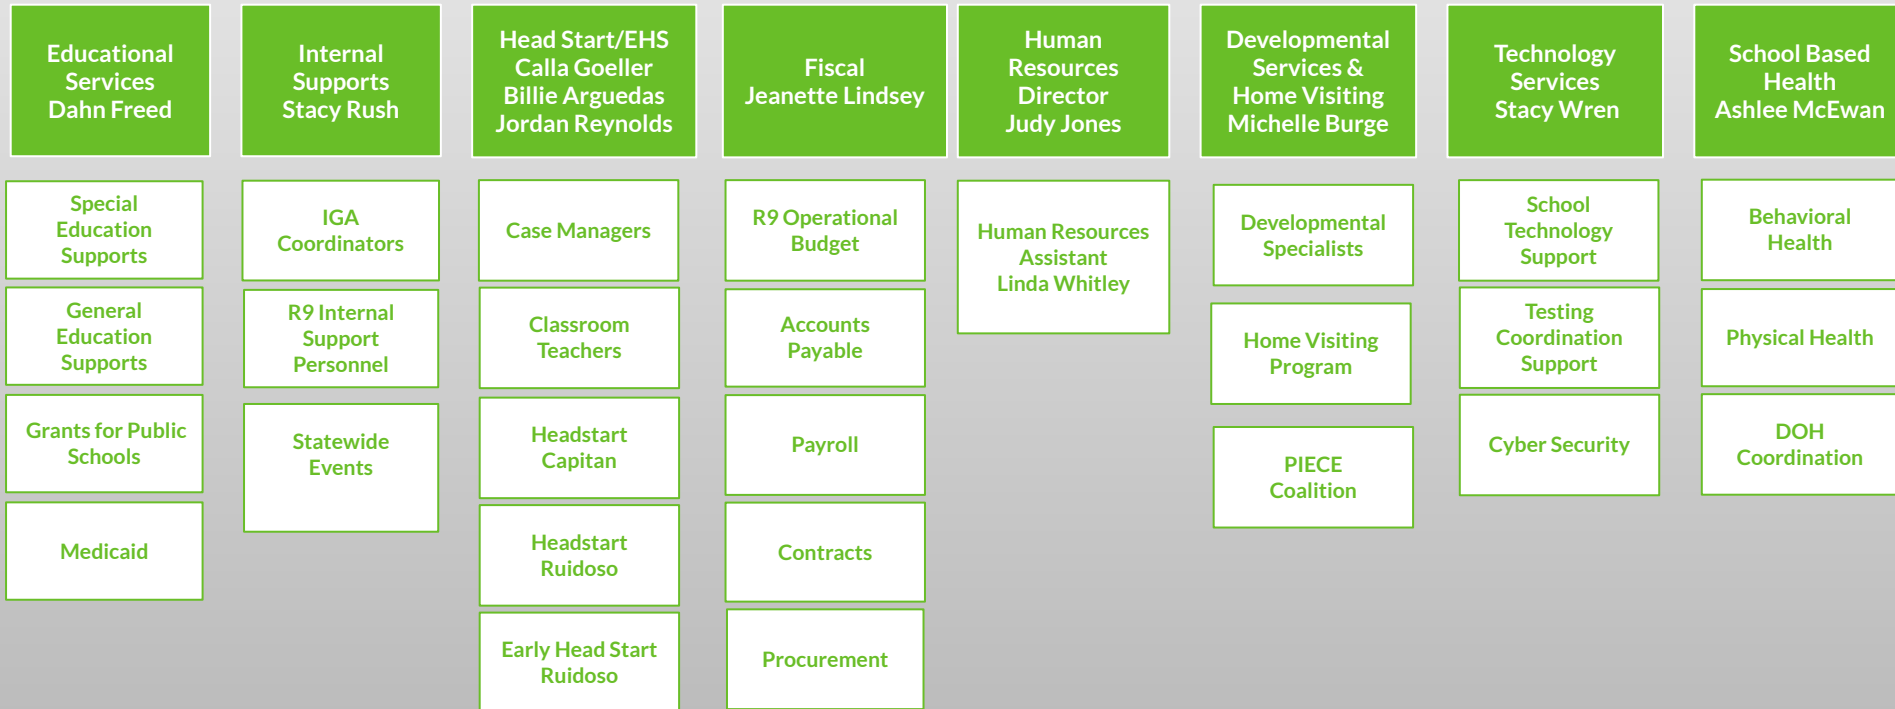 Educational
Services
Dahn Freed
Internal
Supports
Stacy Rush
Head Start/EHS
Calla Goeller
Billie Arguedas
Jordan Reynolds
Fiscal
Jeanette Lindsey
Human
Resources
Director
Judy Jones
Developmental
Services &
Home Visiting
Michelle Burge
Technology
Services
Stacy Wren
School Based
Health
Ashlee McEwan
Special
Education
Supports
General
Education
Supports
Grants for Public
Schools
Medicaid
IGA
Coordinators
R9 Internal
Support
Personnel
Statewide
Events
Case Managers
Classroom
Teachers
Headstart
Capitan
Headstart
Ruidoso
Early Head Start
Ruidoso
R9 Operational
Budget
Accounts
Payable
Payroll
Contracts
Procurement
Human Resources
Assistant
Linda Whitley
Developmental
Specialists
Home Visiting
Program
PIECE
Coalition
School
Technology
Support
Testing
Coordination
Support
Cyber Security
Behavioral
Health
Physical Health
DOH
Coordination